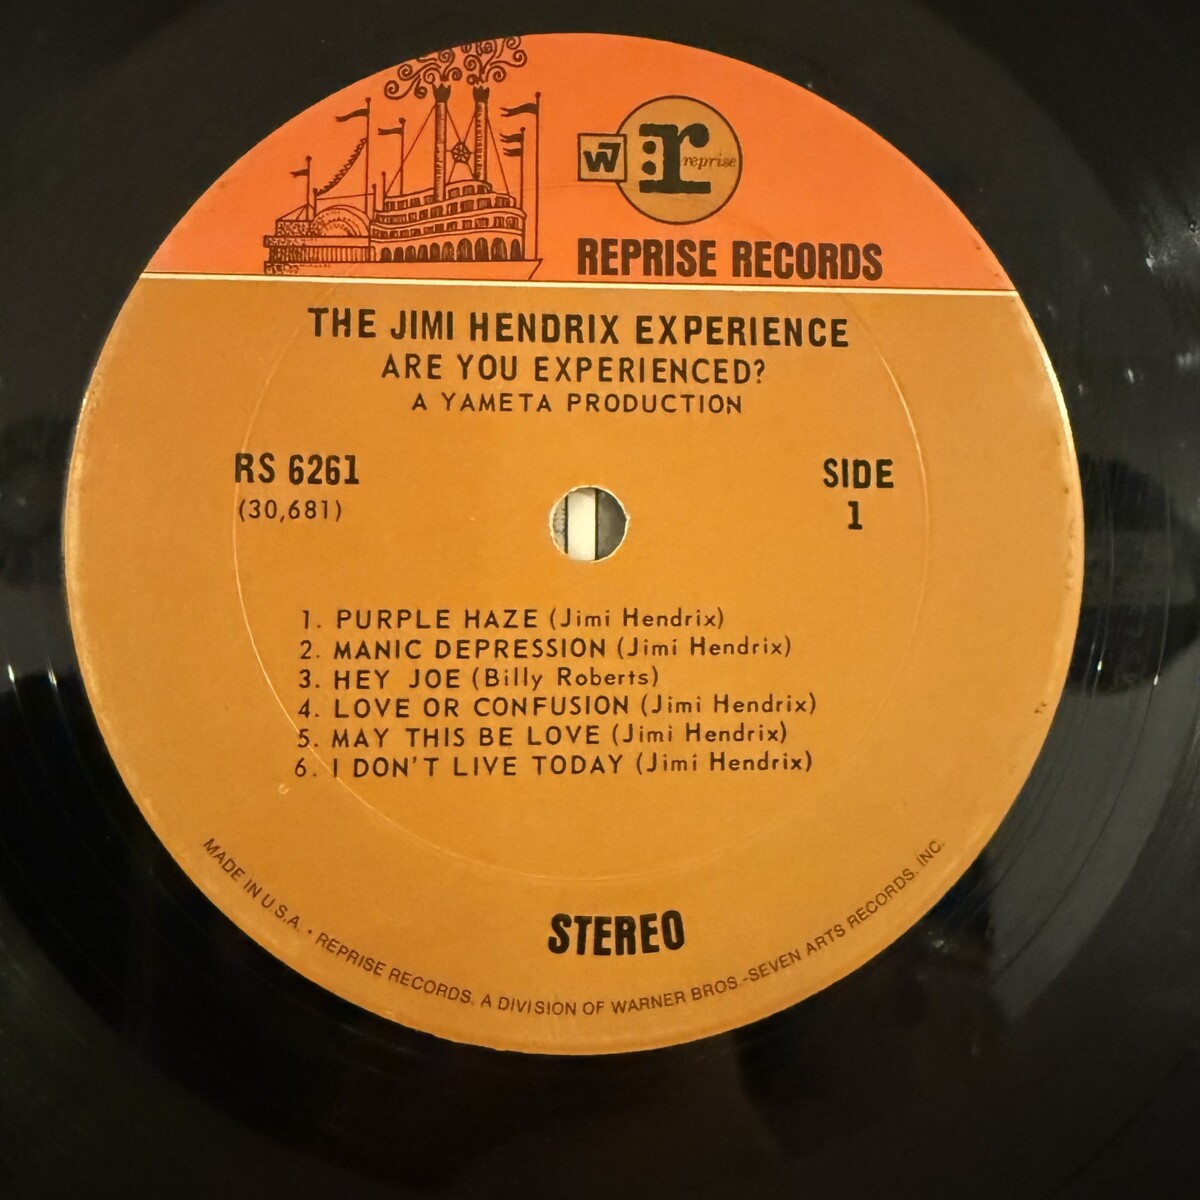 W7
r: reprise
REPRISE RECORDS
THE JIMI HENDRIX EXPERIENCE
ARE YOU EXPERIENCED?
A YAMETA PRODUCTION
RS 6261
(30,681)
SIDE
1
1. PURPLE HAZE (Jimi Hendrix)
2. MANIC DEPRESSION (Jimi Hendrix)
3. HEY JOE (Billy Roberts)
4. LOVE OR CONFUSION (Jimi Hendrix)
5. MAY THIS BE LOVE (Jimi Hendrix)
6. I DON'T LIVE TODAY (Jimi Hendrix)
STEREO
MADE IN U.S.A. • REPRISE RECORDS, A DIVISION OF WARNER BROS.-SEVEN ARTS RECORDS, INC.